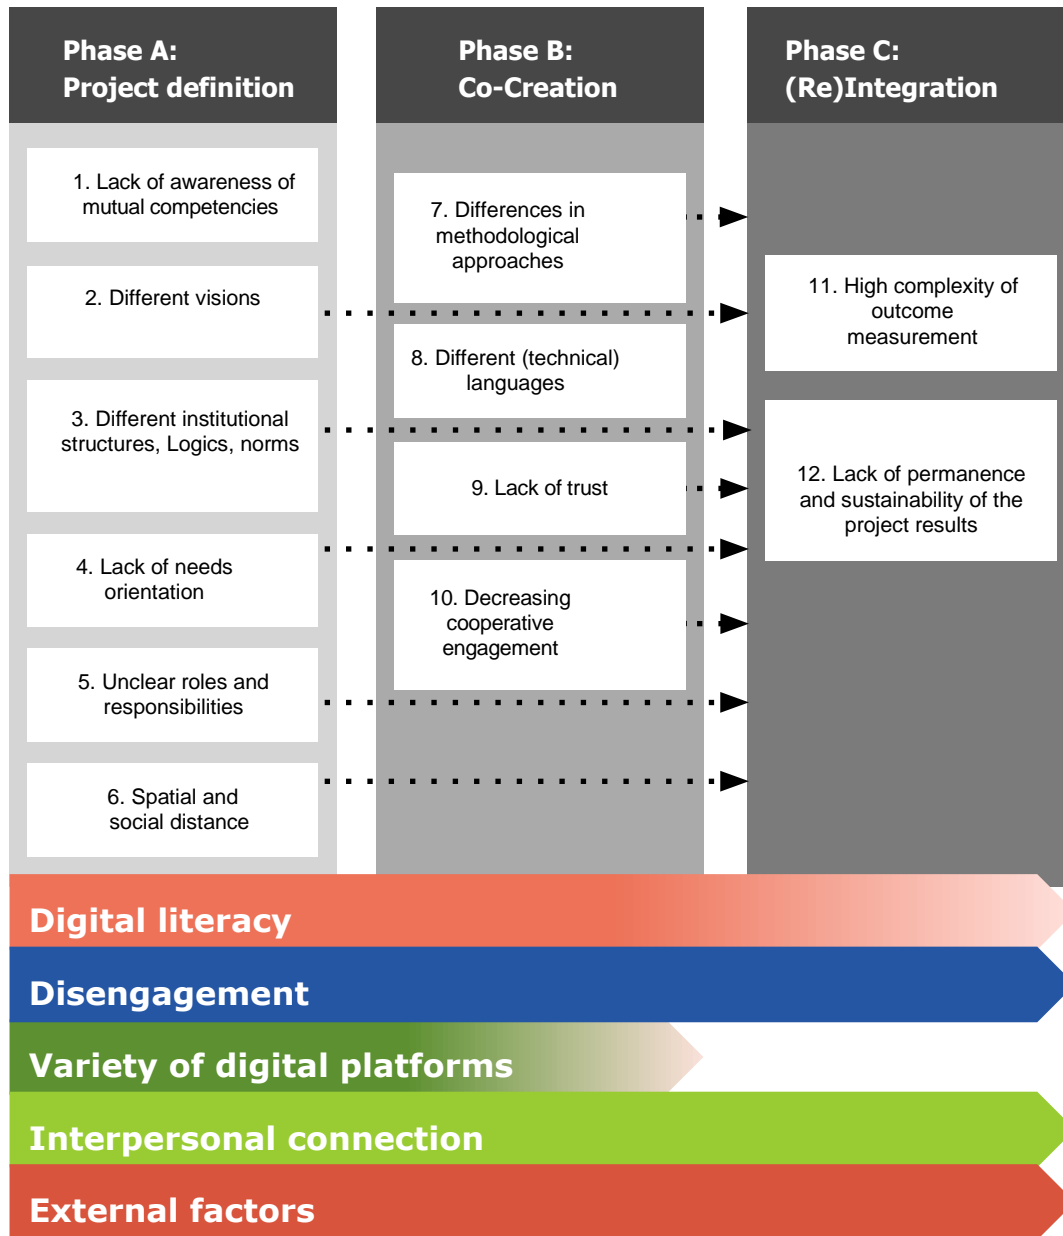 Phase A:
Project definition
1. Lack of awareness of
mutual competencies
2. Different visions
3. Different institutional
structures, Logics, norms
4. Lack of needs
orientation
5. Unclear roles and
responsibilities
6. Spatial and
social distance
Phase B:
Co-Creation
7. Differences in
methodological
approaches
8. Different (technical)
languages
9. Lack of trust
10. Decreasing
cooperative
engagement
Phase C:
(Re)Integration
11. High complexity of
outcome
measurement
12. Lack of permanence
and sustainability of the
project results
Digital literacy
Disengagement
Variety of digital platforms
Interpersonal connection
External factors